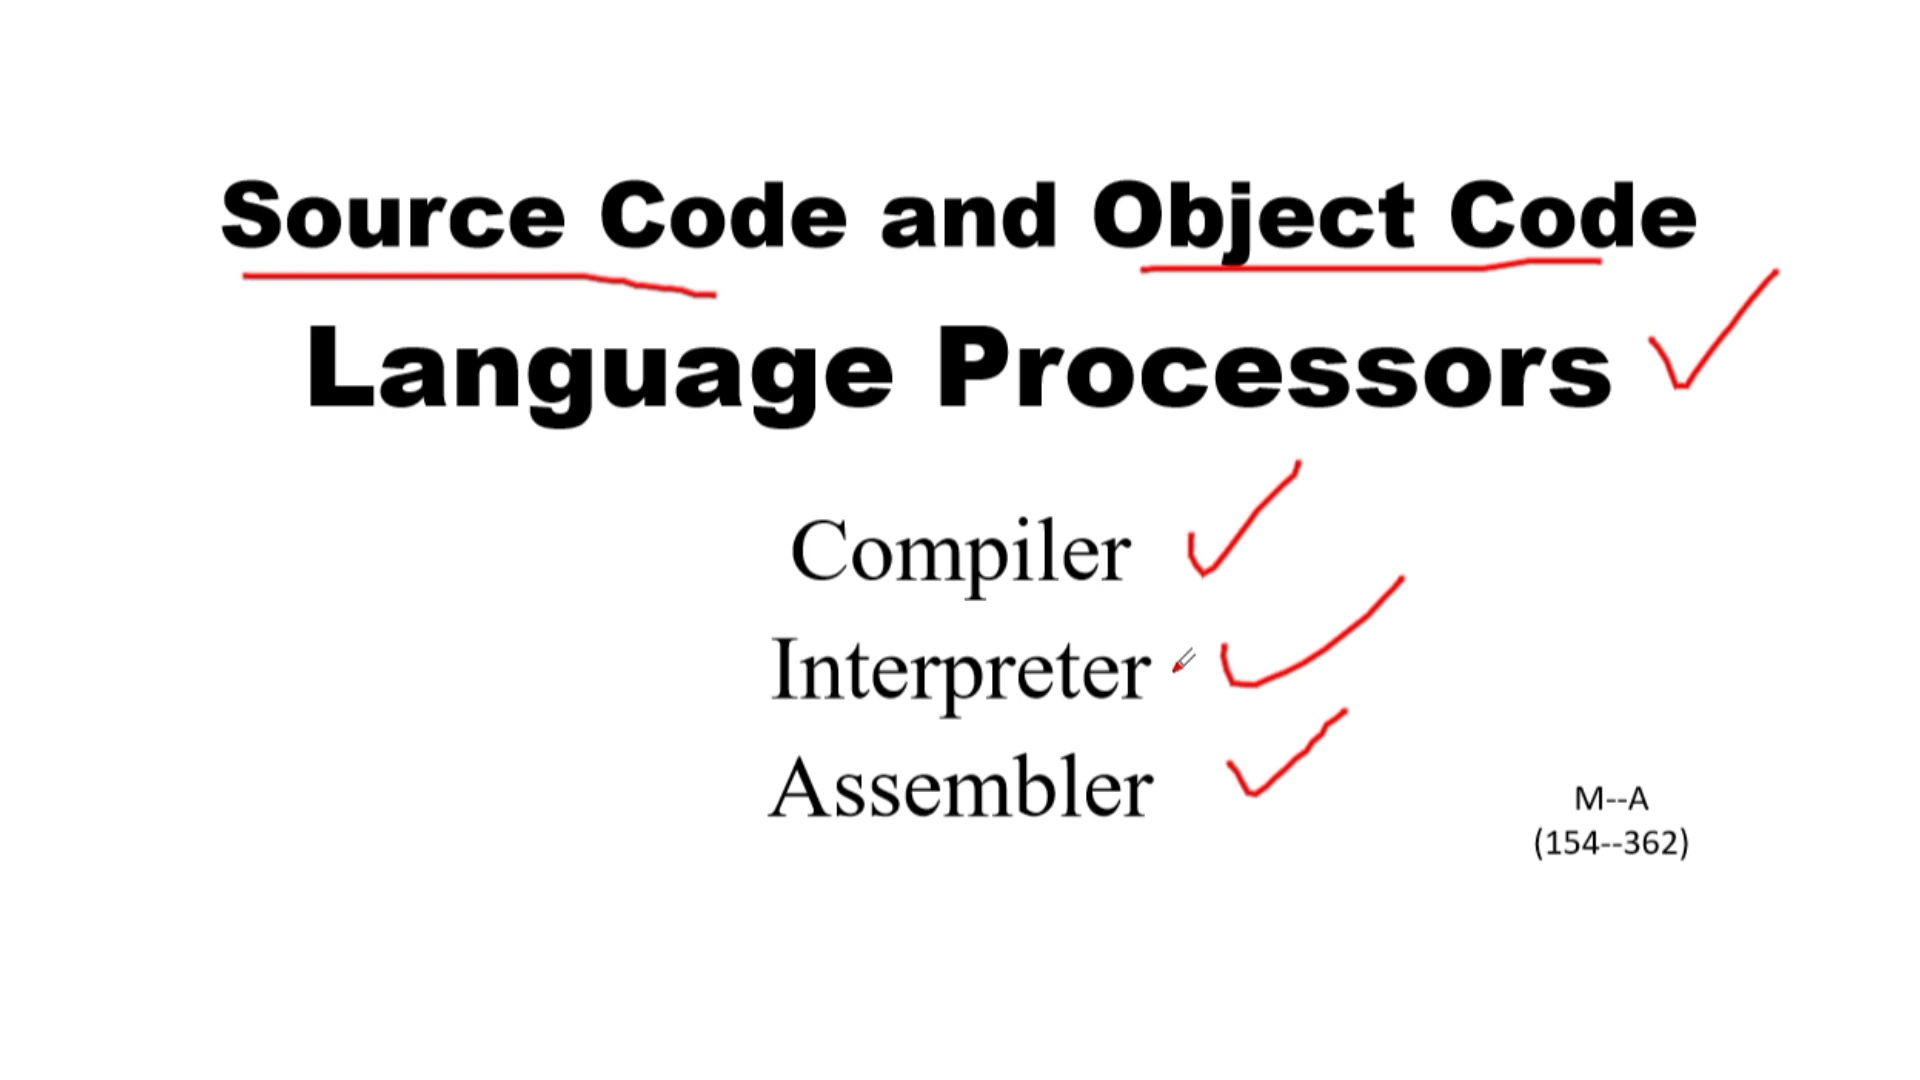 Source Code and Object Code
Language Processors
Compiler
Interpreter
Assembler
M--A
(154--362)